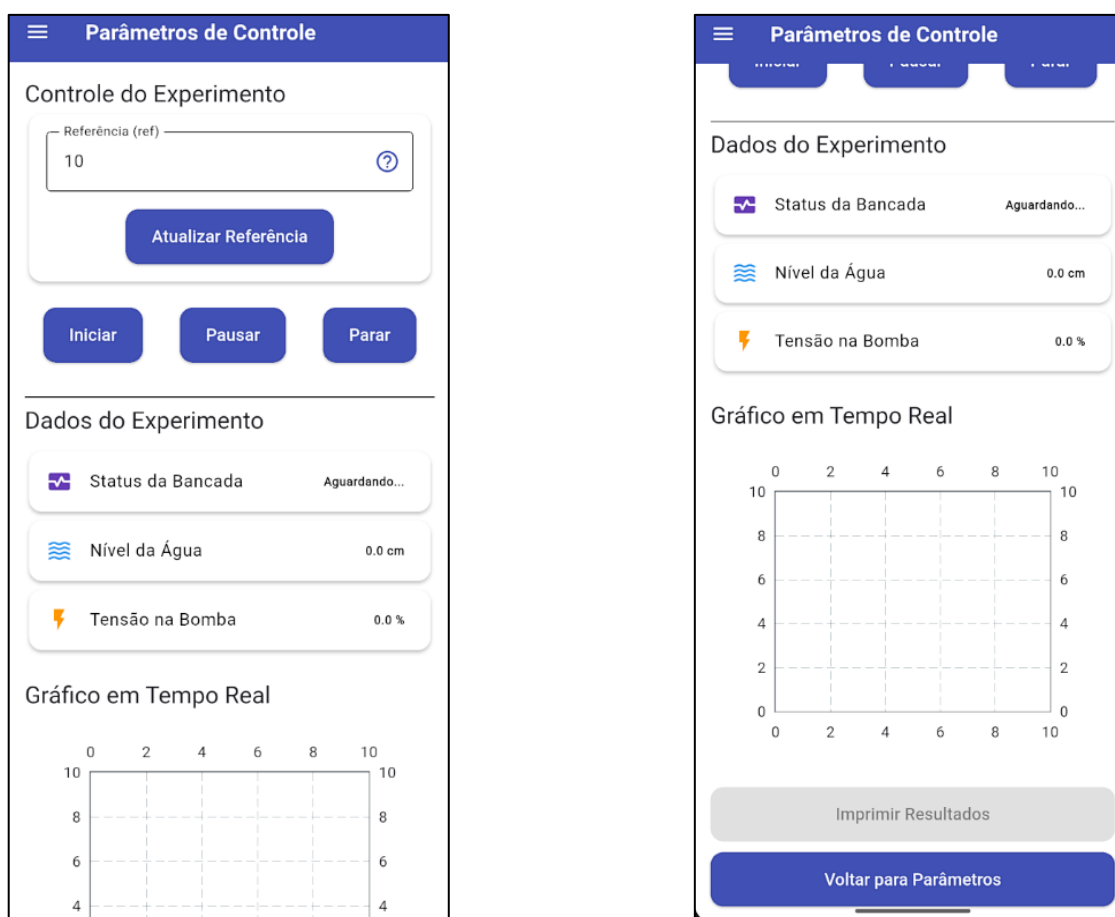 Parâmetros de Controle
Controle do Experimento
Referência (ref)
10
Atualizar Referência
Iniciar Pausar Parar
Dados do Experimento
Status da Bancada Aguardando...
Nível da Água 0.0 cm
Tensão na Bomba 0.0 %
Gráfico em Tempo Real
0 2 4 6 8 10
10 10
8 8
6 6
4 4
Parâmetros de Controle
Iniciar Pausar Parar
Dados do Experimento
Status da Bancada Aguardando...
Nível da Água 0.0 cm
Tensão na Bomba 0.0 %
Gráfico em Tempo Real
0 2 4 6 8 10
10 10
8 8
6 6
4 4
2 2
0 0
0 2 4 6 8 10
Imprimir Resultados
Voltar para Parâmetros